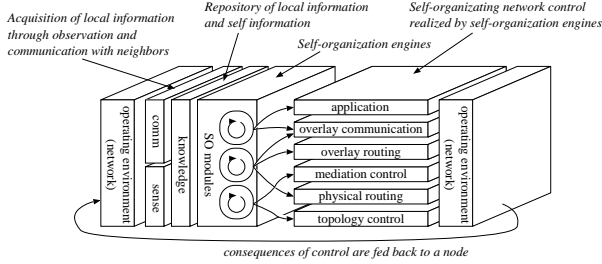 Acquisition of local information
through observation and
communication with neighbors
Repository of local information
and self information
Self-organization engines
Self-organizating network control
realized by self-organization engines
operating environment
(network)
comm
sense
knowledge
SO modules
application
overlay communication
overlay routing
mediation control
physical routing
topology control
operating environment
(network)
consequences of control are fed back to a node